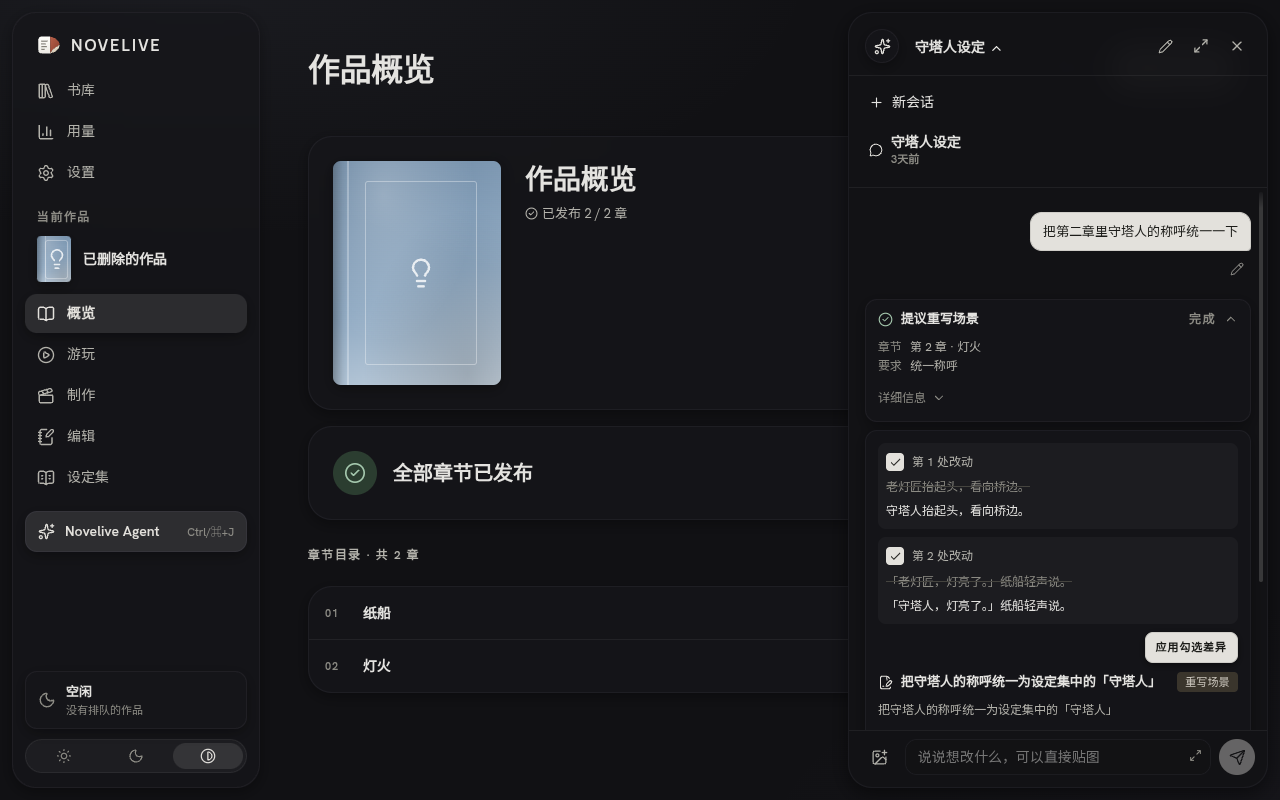 NOVELIVE
书库
用量
设置
当前作品
已删除的作品
概览
游玩
制作
编辑
设定集
Novelive Agent Ctrl/⌘+J
空闲
没有排队的作品
作品概览
作品概览
已发布 2 / 2 章
全部章节已发布
章节目录 · 共 2 章
01 纸船
02 灯火
守塔人设定
新会话
守塔人设定
3天前
把第二章里守塔人的称呼统一一下
提议重写场景 完成
章节 第 2 章 · 灯火
要求 统一称呼
详细信息
第 1 处改动
老灯匠抬起头，看向桥边。
守塔人抬起头，看向桥边。
第 2 处改动
「老灯匠，灯亮了。」纸船轻声说。
「守塔人，灯亮了。」纸船轻声说。
应用勾选差异
把守塔人的称呼统一为设定集中的「守塔人」 重写场景
把守塔人的称呼统一为设定集中的「守塔人」
说说想改什么，可以直接贴图